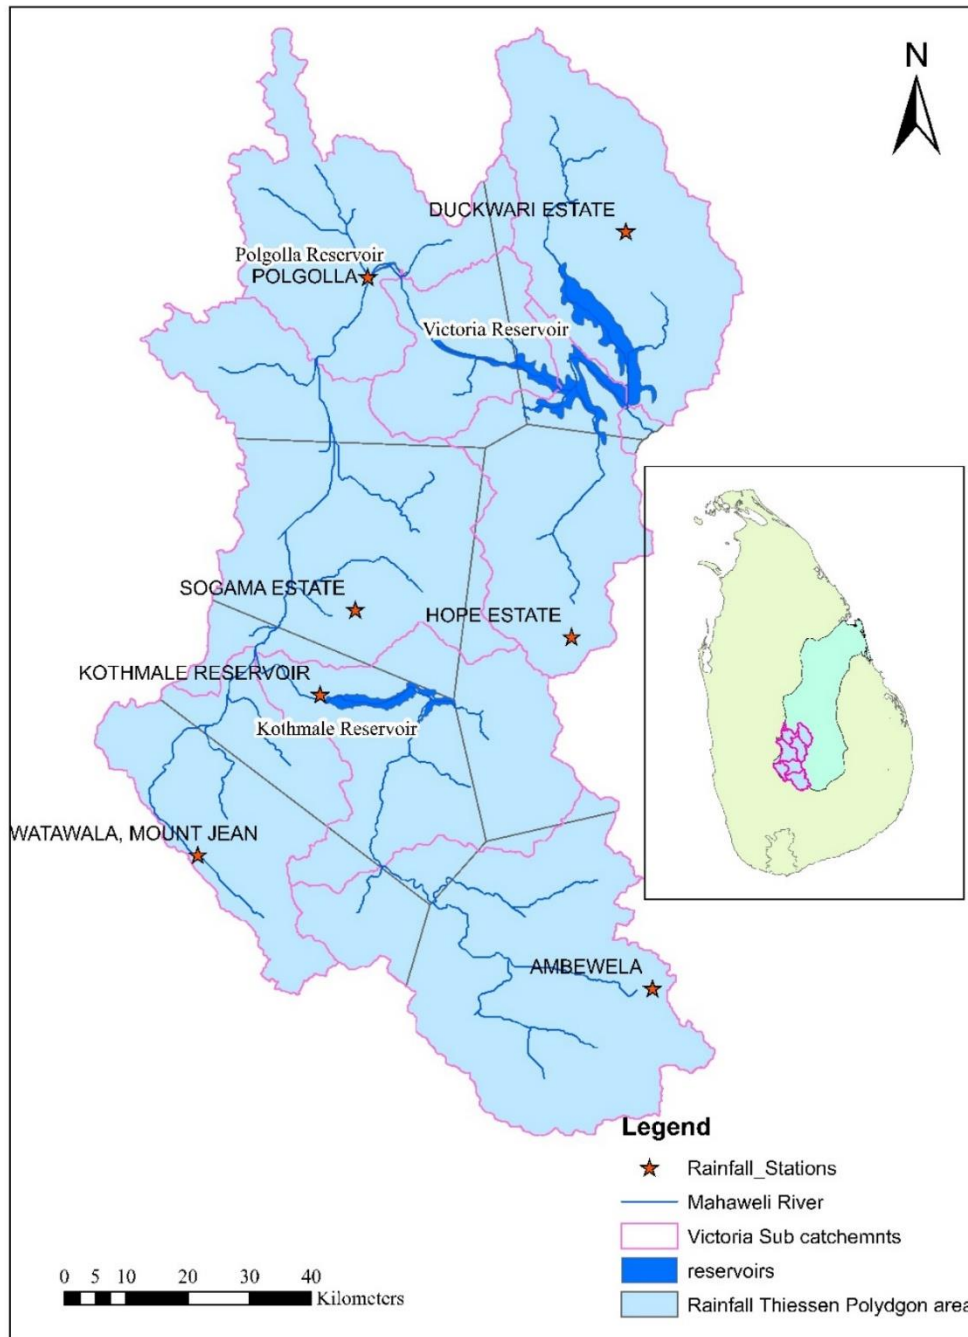 N
DUCKWARI ESTATE
Polgolla Reservoir
POLGOLLA
Victoria Reservoir
SOGAMA ESTATE
HOPE ESTATE
KOTHMALE RESERVOIR
Kothmale Reservoir
WATAWALA, MOUNT JEAN
AMBEWELA
Legend
Rainfall_Stations
Mahaweli River
Victoria Sub catchemnts
reservoirs
Rainfall Thiessen Polydgon area
0 5 10 20 30 40
Kilometers